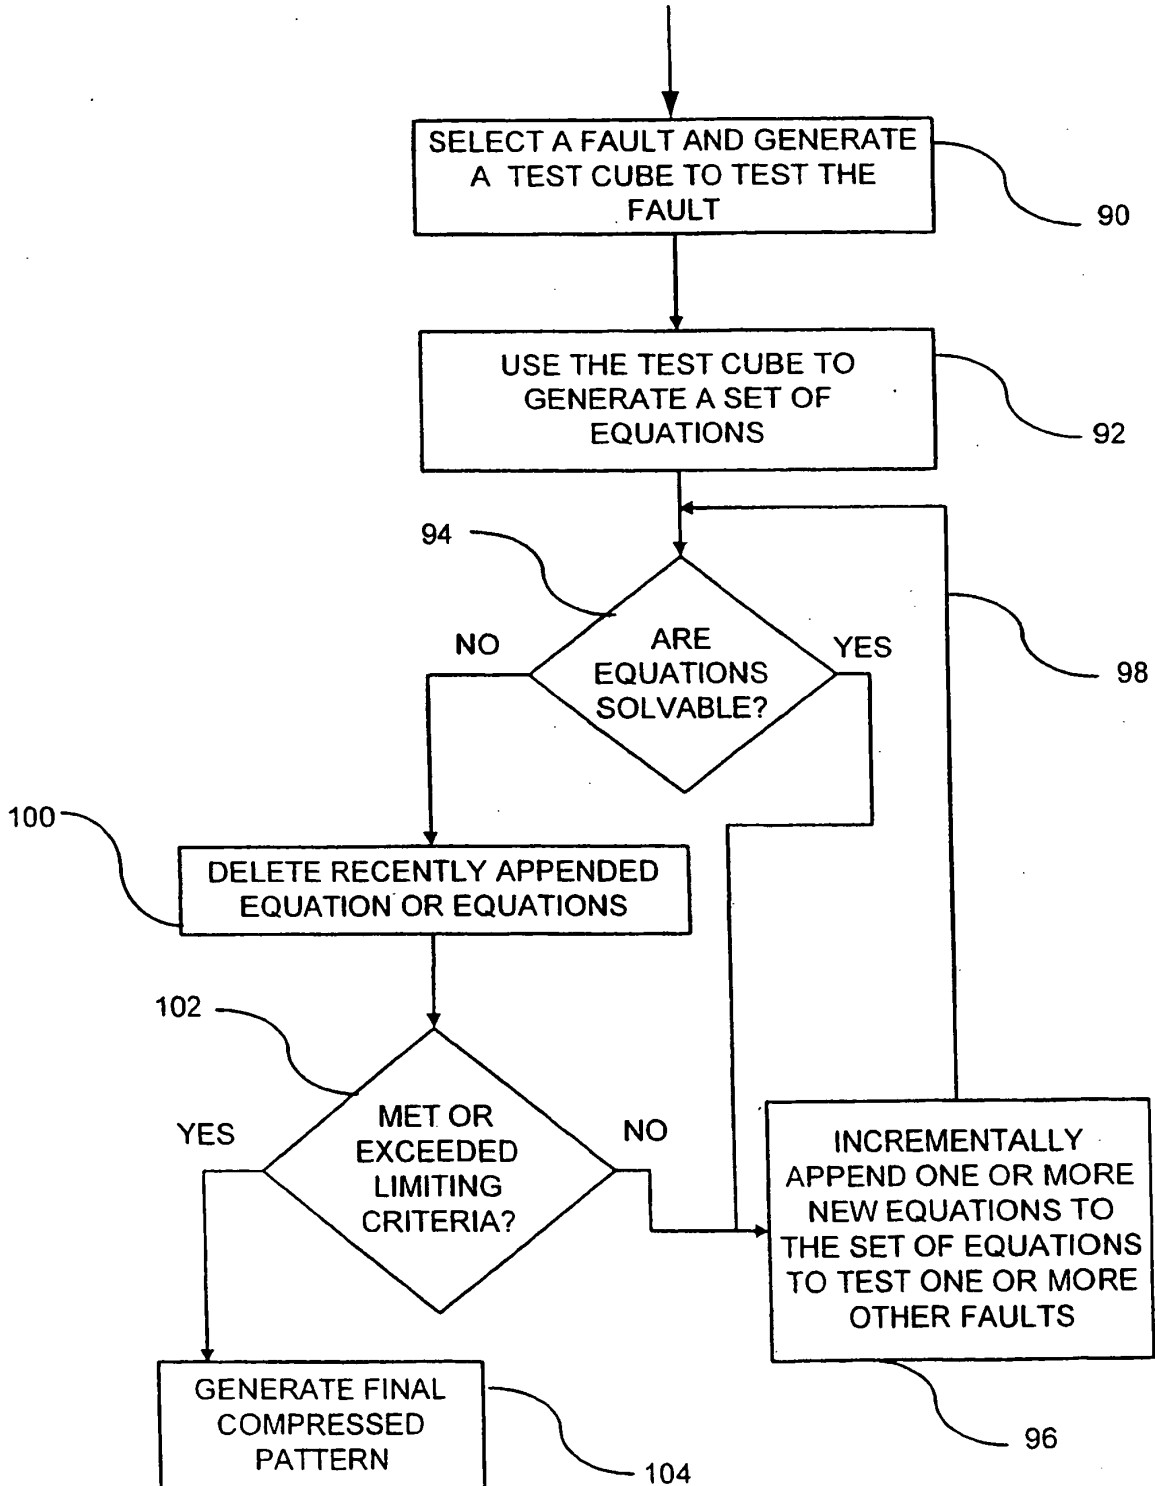 SELECT A FAULT AND GENERATE
A TEST CUBE TO TEST THE
FAULT
90
USE THE TEST CUBE TO
GENERATE A SET OF
EQUATIONS
92
94
NO
ARE
EQUATIONS
SOLVABLE?
YES
98
100
DELETE RECENTLY APPENDED
EQUATION OR EQUATIONS
102
YES
MET OR
EXCEEDED
LIMITING
CRITERIA?
NO
INCREMENTALLY
APPEND ONE OR MORE
NEW EQUATIONS TO
THE SET OF EQUATIONS
TO TEST ONE OR MORE
OTHER FAULTS
96
GENERATE FINAL
COMPRESSED
PATTERN
104